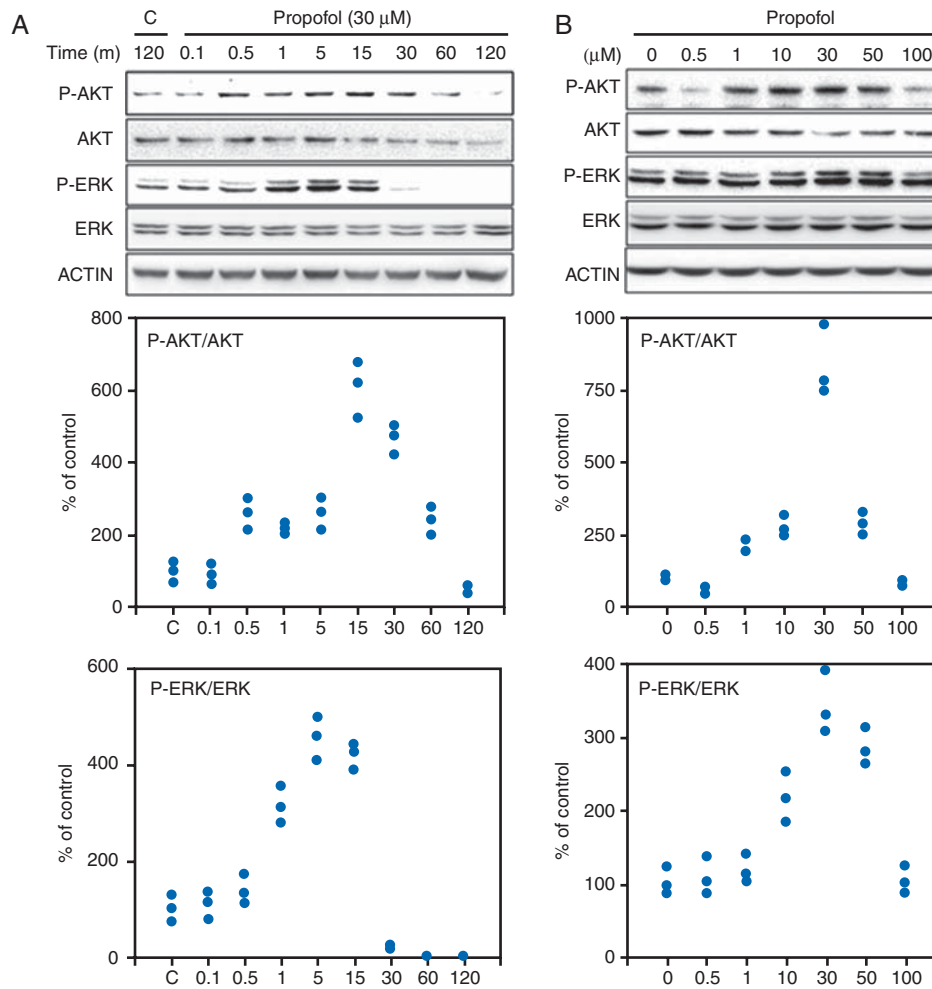 A
C Propofol (30 μM)
Time (m) 120 0.1 0.5 1 5 15 30 60 120
P-AKT
AKT
P-ERK
ERK
ACTIN
800
600
400
200
0
% of control
P-AKT/AKT
C 0.1 0.5 1 5 15 30 60 120
600
400
200
0
% of control
P-ERK/ERK
C 0.1 0.5 1 5 15 30 60 120
B
Propofol
(μM) 0 0.5 1 10 30 50 100
P-AKT
AKT
P-ERK
ERK
ACTIN
1000
750
500
250
0
% of control
P-AKT/AKT
0 0.5 1 10 30 50 100
400
300
200
100
0
% of control
P-ERK/ERK
0 0.5 1 10 30 50 100